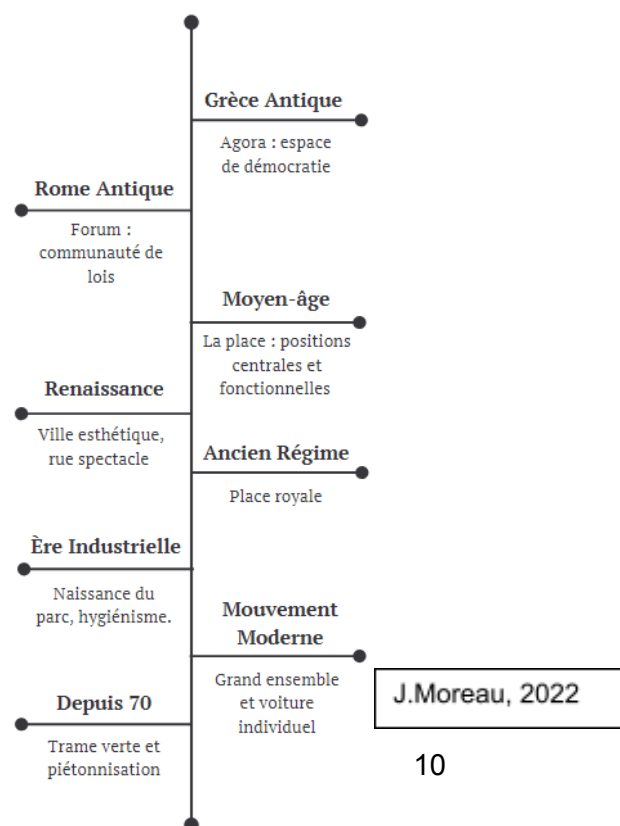 Grèce Antique
Agora : espace
de démocratie
Rome Antique
Forum :
communauté de
lois
Moyen-âge
La place : positions
centrales et
fonctionnelles
Renaissance
Ville esthétique,
rue spectacle
Ancien Régime
Place royale
Ère Industrielle
Naissance du
parc, hygiénisme.
Mouvement
Moderne
Grand ensemble
et voiture
individuel
Depuis 70
Trame verte et
piétonnisation
J.Moreau, 2022
10